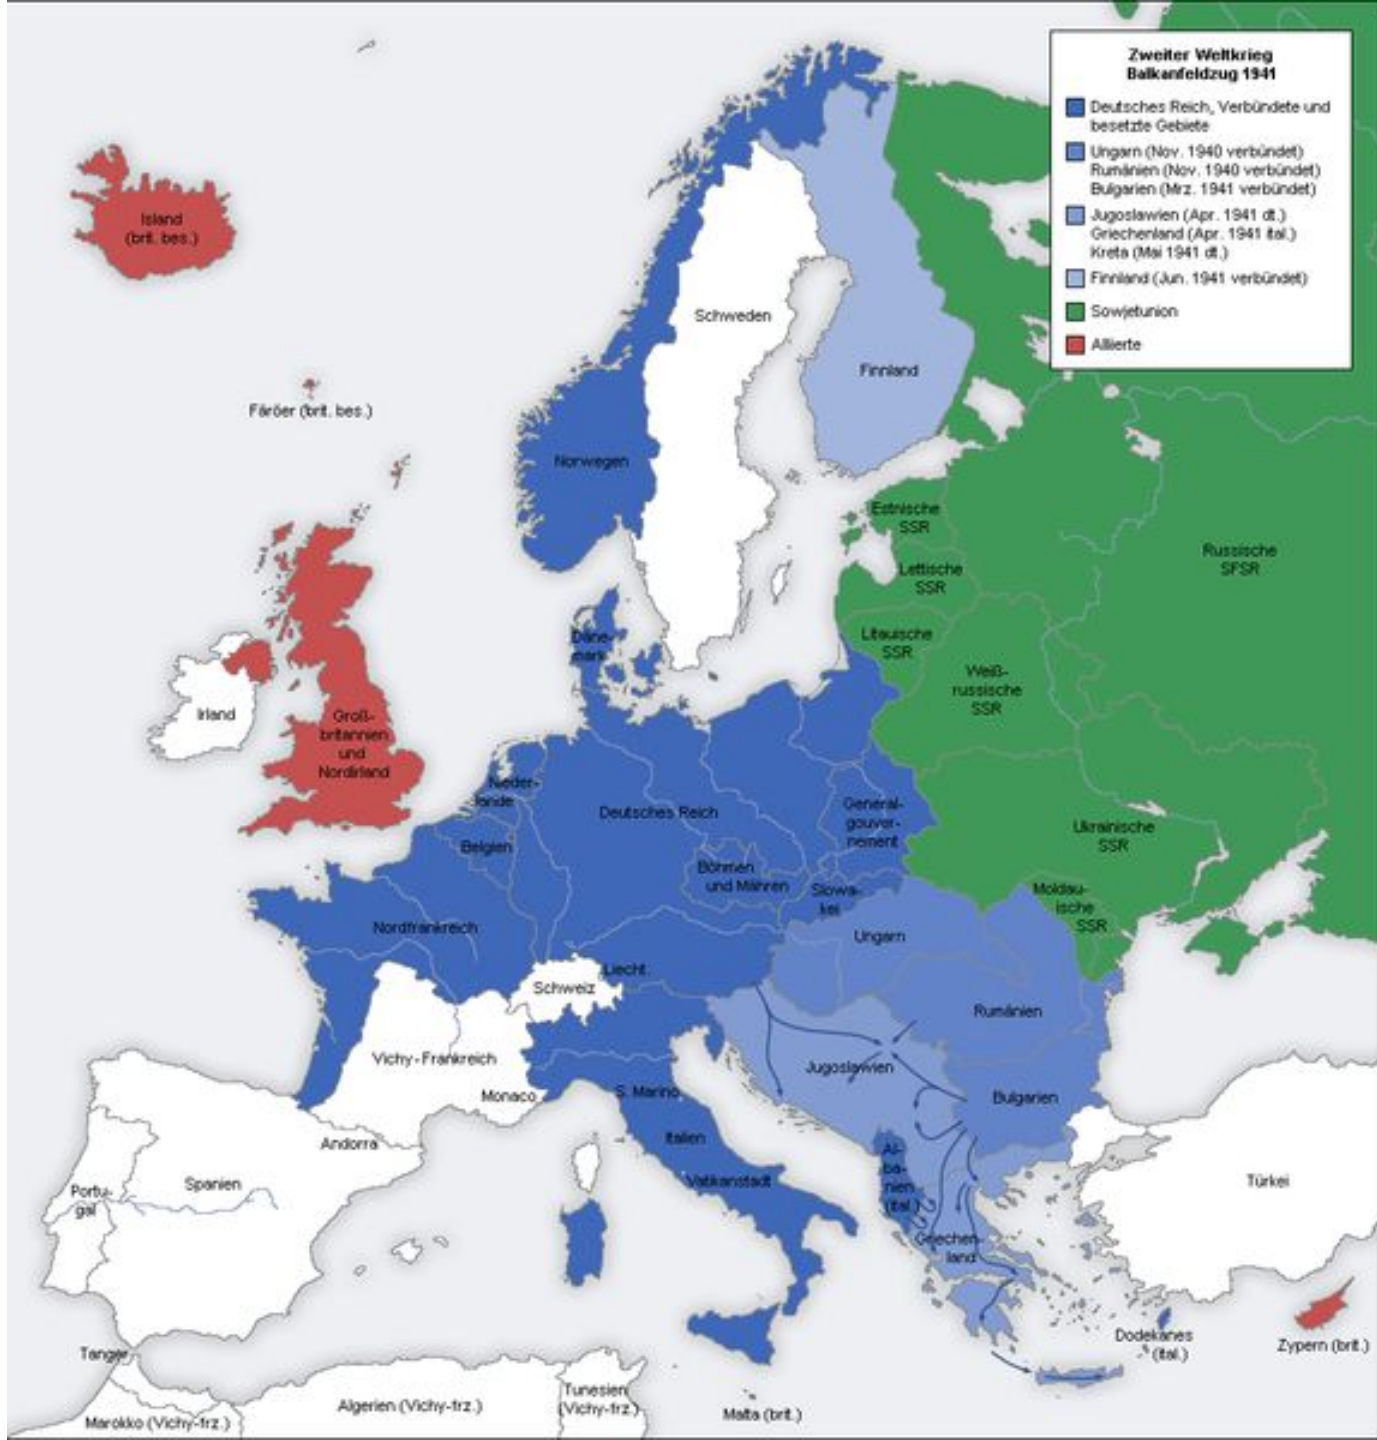 Zweiter Weltkrieg
Balkanfeldzug 1941
Deutsches Reich, Verbündete und
besetzte Gebiete
Ungarn (Nov. 1940 verbündet)
Rumänien (Nov. 1940 verbündet)
Bulgarien (Mrz. 1941 verbündet)
Jugoslawien (Apr. 1941 dt.)
Griechenland (Apr. 1941 ital.)
Kreta (Mai 1941 dt.)
Finnland (Jun. 1941 verbündet)
Sowjetunion
Alliierte
Island
(brit. bes.)
Schweden
Finnland
Färöer (brit. bes.)
Norwegen
Estnische
SSR
Lettische
SSR
Russische
SFSR
Litauische
SSR
Weiß-
russische
SSR
Däne-
mark
Irland
Groß-
britannien
und
Nordirland
Nieder-
lande
Deutsches Reich
General-
gouver-
nement
Ukrainische
SSR
Belgien
Böhmen
und Mähren
Slowa-
kei
Moldau-
ische
SSR
Nordfrankreich
Ungarn
Liecht.
Schweiz
Rumänien
Vichy-Frankreich
Jugoslawien
Monaco
S. Marino
Bulgarien
Andorra
Italien
Al-
ba-
nien
(ital.)
Vatikanstadt
Spanien
Portu-
gal
Türkei
Griechen-
land
Dodekanes
(ital.)
Zypern (brit.)
Tanger
Tunesien
(Vichy-frz.)
Algerien (Vichy-frz.)
Marokko (Vichy-frz.)
Malta (brit.)